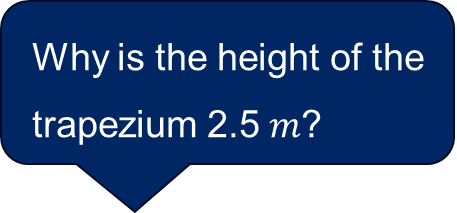 Why is the height of the
trapezium 2.5 𝑚?